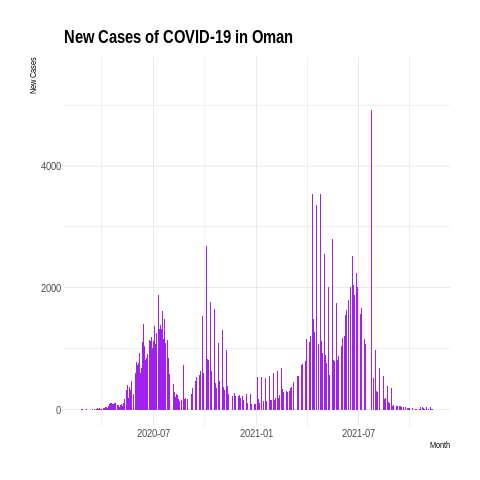 New Cases of COVID-19 in Oman
New Cases
4000
2000
0
2020-07 2021-01 2021-07
Month